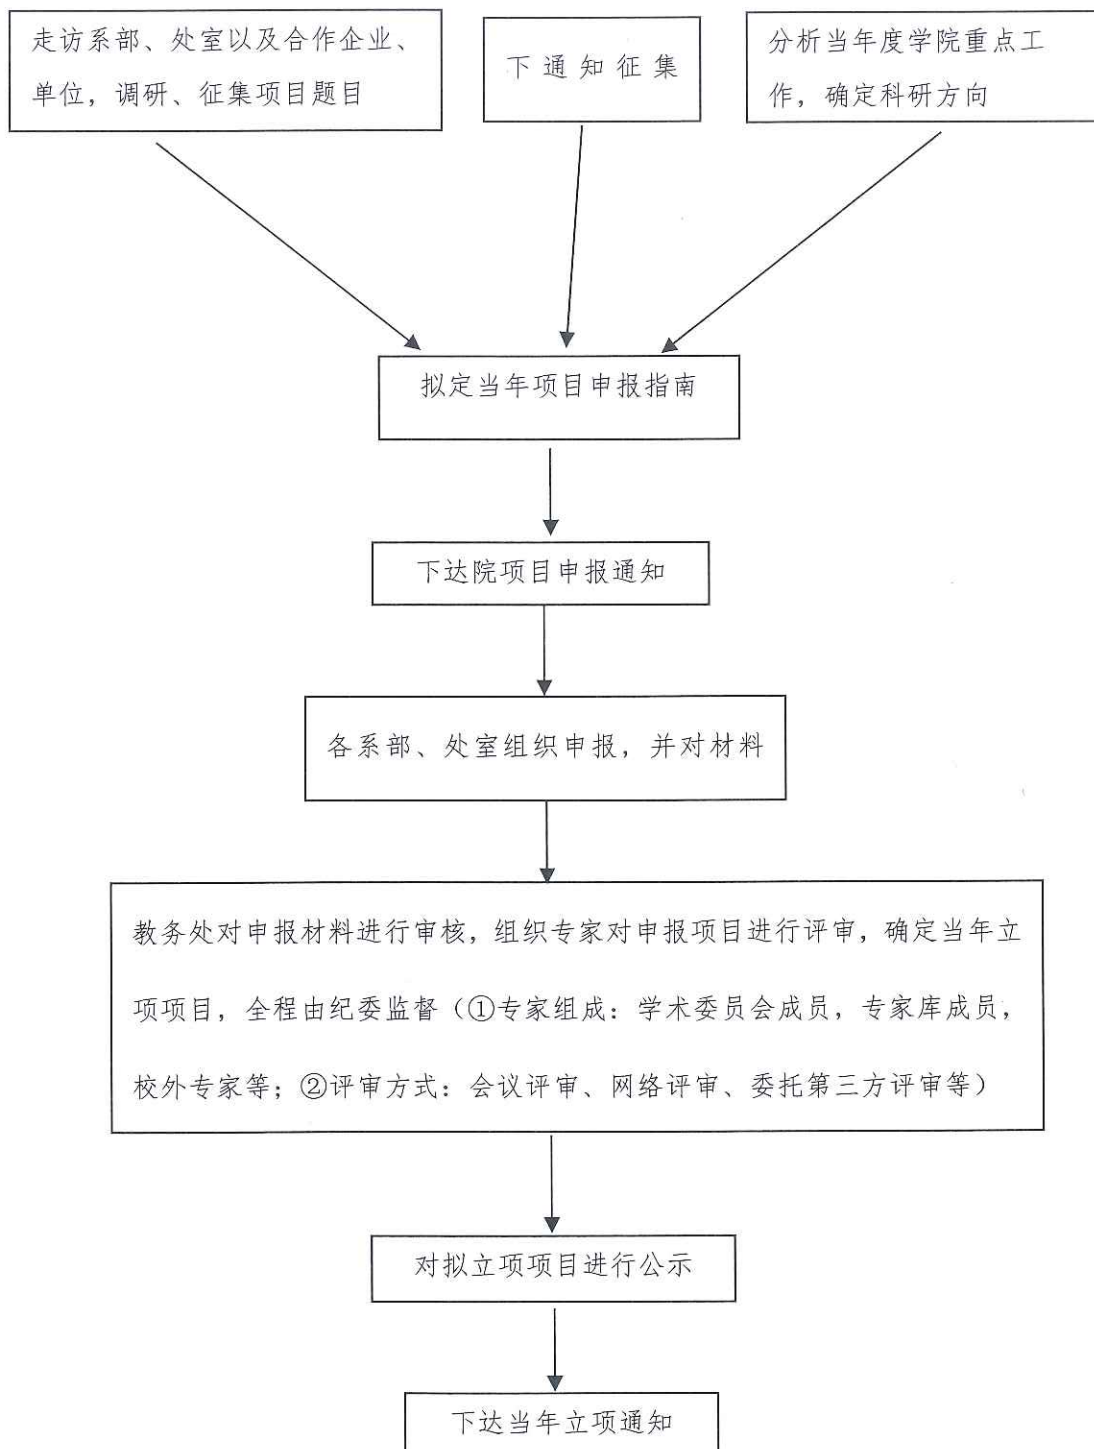 走访系部、处室以及合作企业、
单位，调研、征集项目题目
下通知征集
分析当年度学院重点工
作，确定科研方向
拟定当年项目申报指南
下达院项目申报通知
各系部、处室组织申报，并对材料
教务处对申报材料进行审核，组织专家对申报项目进行评审，确定当年立
项项目，全程由纪委监督（①专家组成：学术委员会成员，专家库成员，
校外专家等；②评审方式：会议评审、网络评审、委托第三方评审等）
对拟立项项目进行公示
下达当年立项通知